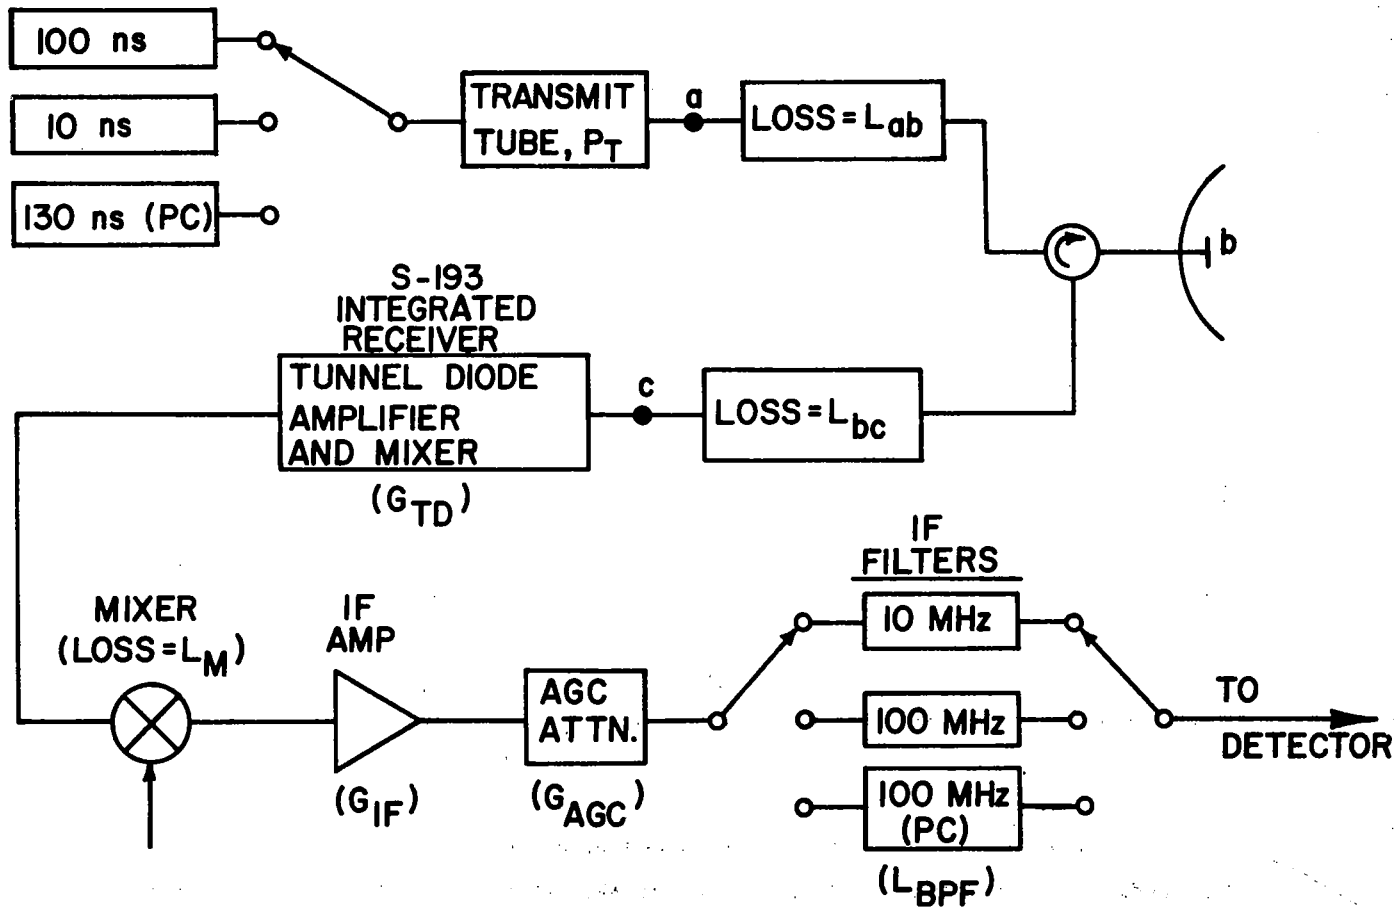 100 ns
10 ns
130 ns (PC)
TRANSMIT
TUBE, PT
a
LOSS = Lab
b
S-193
INTEGRATED
RECEIVER
TUNNEL DIODE
AMPLIFIER
AND MIXER
(GTD)
c
LOSS = Lbc
MIXER
(LOSS = LM)
IF
AMP
(GIF)
AGC
ATTN.
(GAGC)
IF
FILTERS
10 MHz
100 MHz
100 MHz
(PC)
(LBPF)
TO
DETECTOR